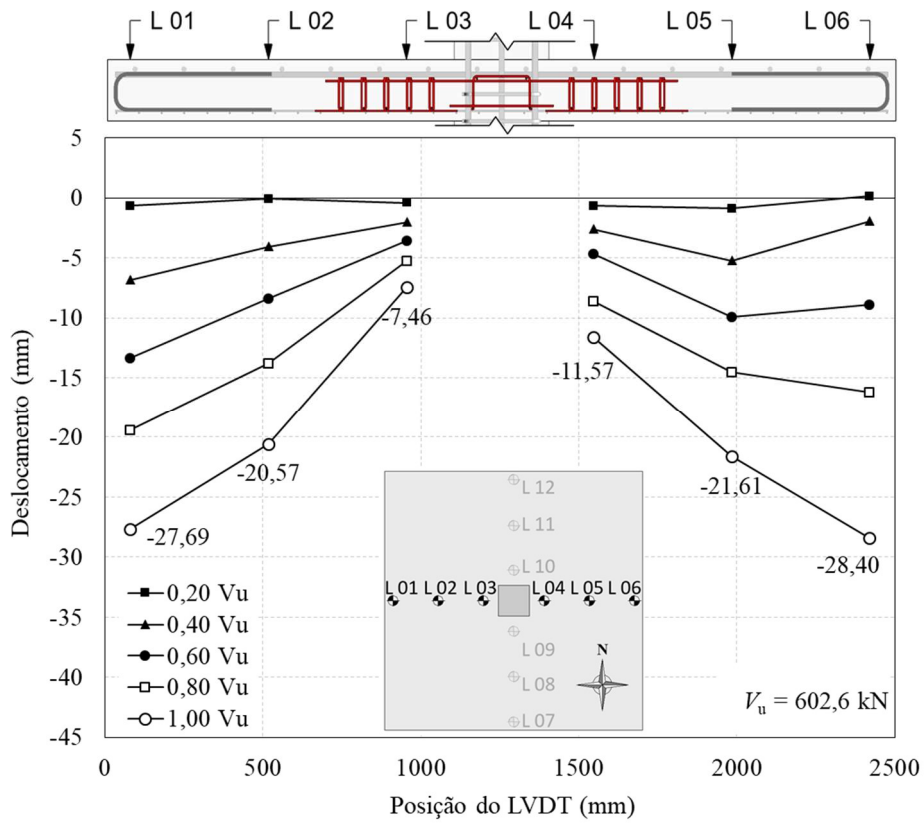 L 01 L 02 L 03 L 04 L 05 L 06
5
0
-5
-10
-15
-20
-25
-30
-35
-40
-45
Deslocamento (mm)
-7,46
-11,57
-20,57
-21,61
-27,69
-28,40
0,20 Vu
0,40 Vu
0,60 Vu
0,80 Vu
1,00 Vu
L 12
L 11
L 10
L 01 L 02 L 03 L 04 L 05 L 06
L 09
L 08
L 07
N
Vu = 602,6 kN
0 500 1000 1500 2000 2500
Posição do LVDT (mm)